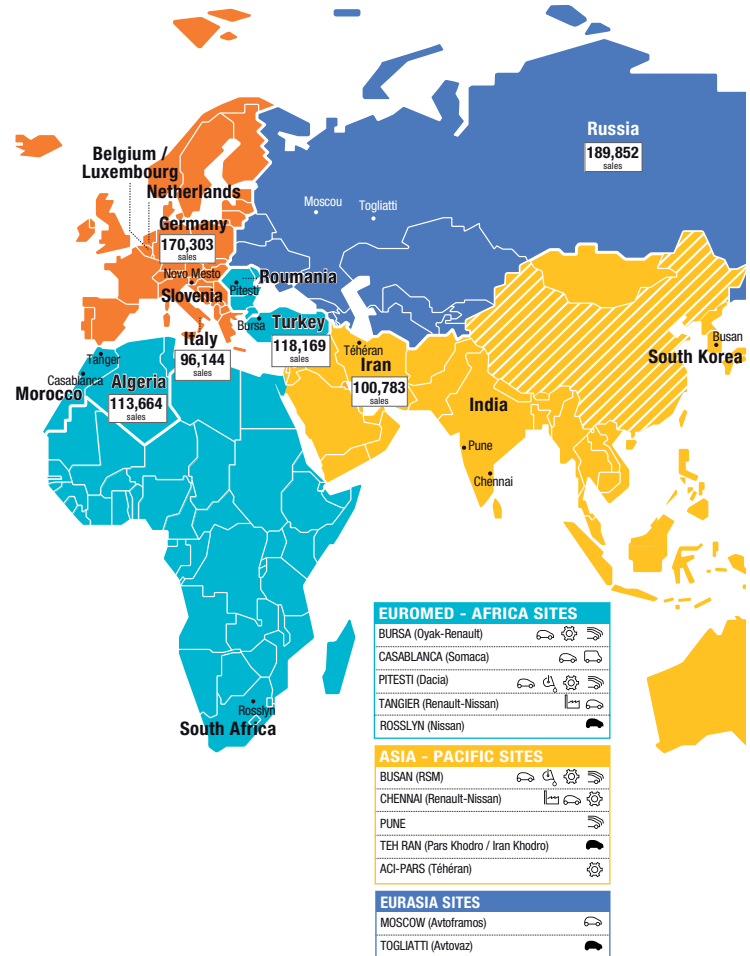 Russia
189,852
sales
Belgium /
Luxembourg
Netherlands
Moscou
Togliatti
Germany
170,303
sales
Novo Mesto
Roumania
Pitesti
Slovenia
Bursa
Turkey
118,169
sales
Busan
South Korea
Italy
96,144
sales
Téhéran
Iran
100,783
sales
Tanger
Casablanca
Morocco
Algeria
113,664
sales
India
Pune
Chennai
Rosslyn
South Africa
EUROMED - AFRICA SITES
BURSA (Oyak-Renault)
CASABLANCA (Somaca)
PITESTI (Dacia)
TANGIER (Renault-Nissan)
ROSSLYN (Nissan)
ASIA - PACIFIC SITES
BUSAN (RSM)
CHENNAI (Renault-Nissan)
PUNE
TEH RAN (Pars Khodro / Iran Khodro)
ACI-PARS (Téhéran)
EURASIA SITES
MOSCOW (Avtoframos)
TOGLIATTI (Avtovaz)